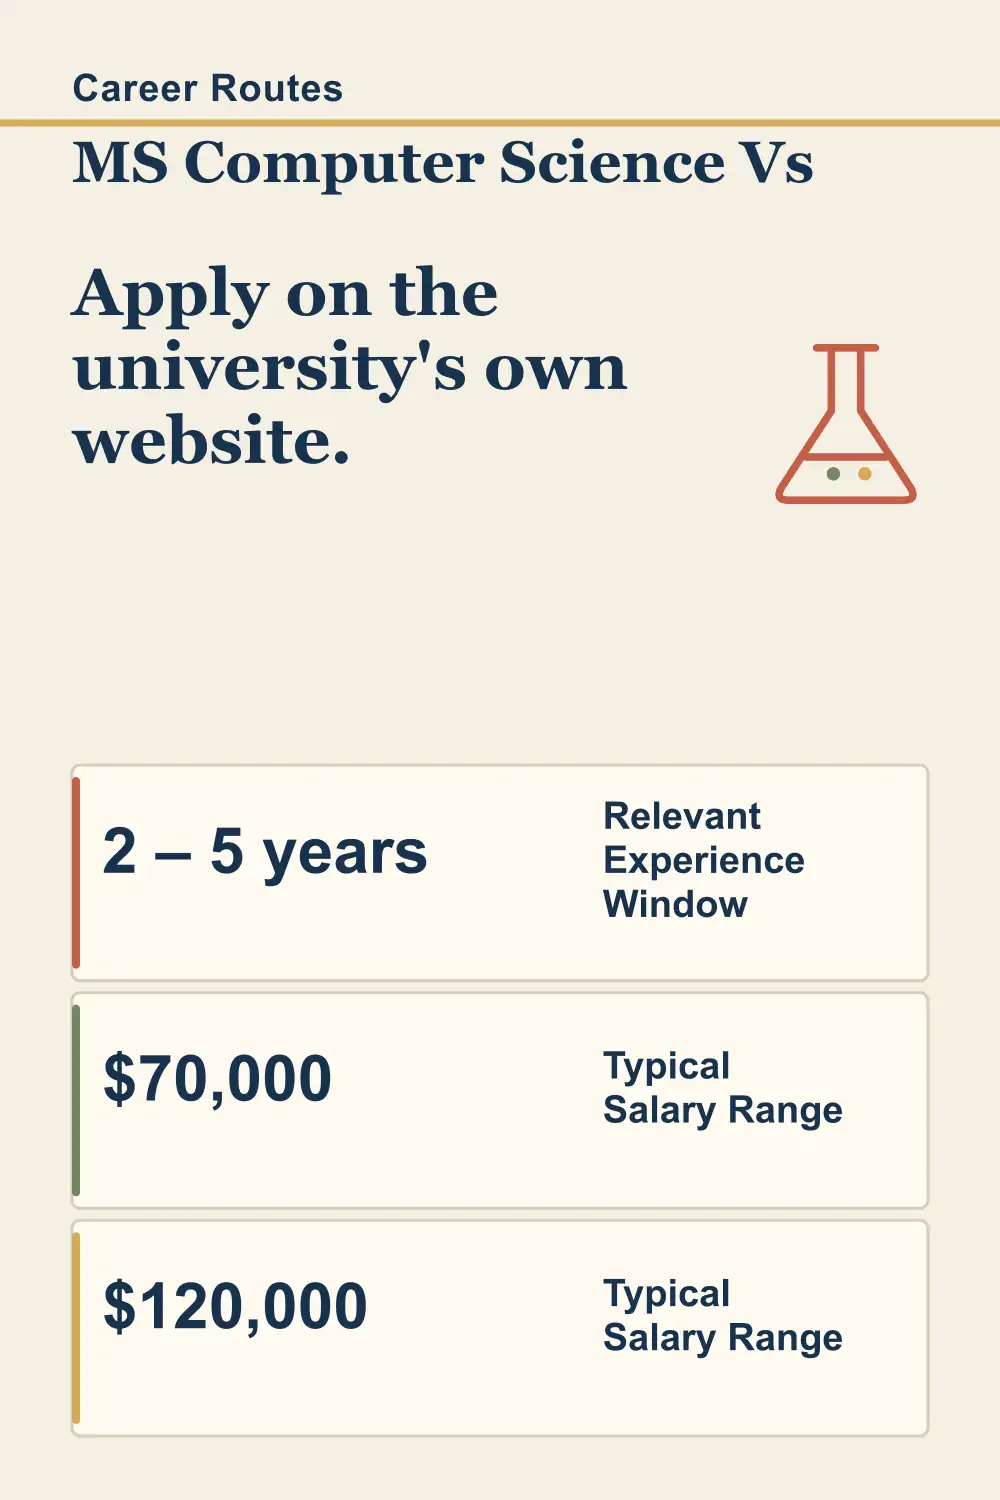 Career Routes
MS Computer Science Vs
Apply on the
university's own
website.
2 – 5 years
Relevant
Experience
Window
$70,000
Typical
Salary Range
$120,000
Typical
Salary Range